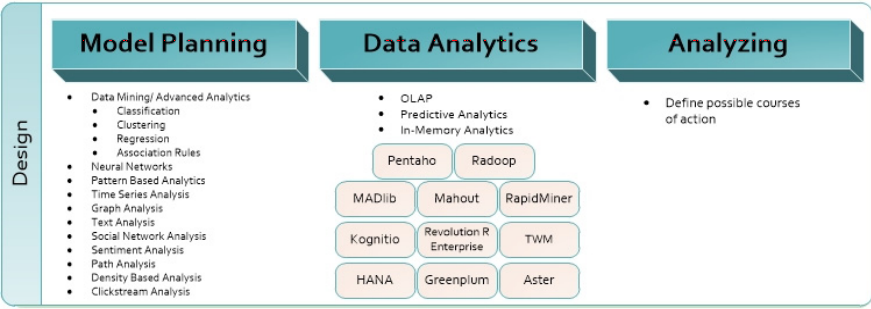 Design
Model Planning
• Data Mining/ Advanced Analytics
• Classification
• Clustering
• Regression
• Association Rules
• Neural Networks
• Pattern Based Analytics
• Time Series Analysis
• Graph Analysis
• Text Analysis
• Social Network Analysis
• Sentiment Analysis
• Path Analysis
• Density Based Analysis
• Clickstream Analysis
Data Analytics
• OLAP
• Predictive Analytics
• In-Memory Analytics
Pentaho
Radoop
MADlib
Mahout
RapidMiner
Kognitio
Revolution R
Enterprise
TWM
HANA
Greenplum
Aster
Analyzing
• Define possible courses
of action